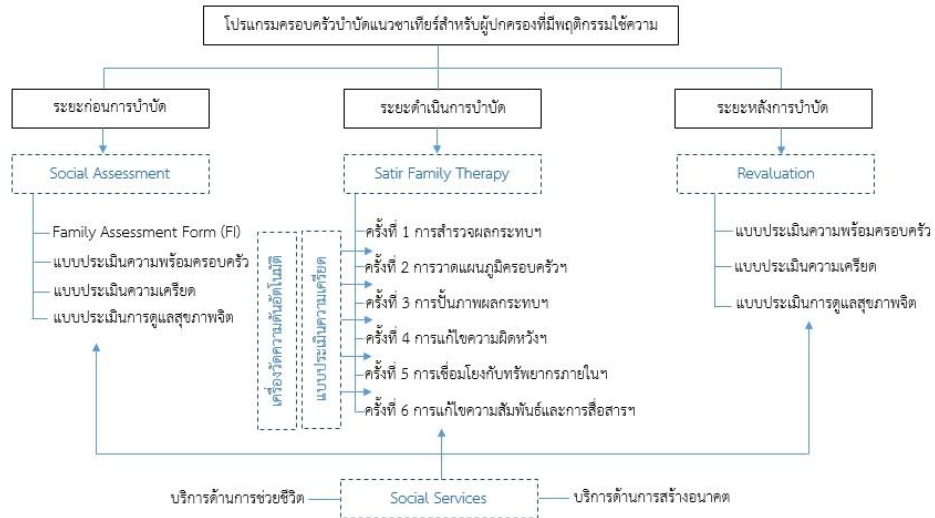 โปรแกรมครอบครัวบำบัดแนวซาเทียร์สำหรับผู้ปกครองที่มีพฤติกรรมใช้ความ
ระยะก่อนการบำบัด
ระยะดำเนินการบำบัด
ระยะหลังการบำบัด
Social Assessment
Satir Family Therapy
Revaluation
Family Assessment Form (FI)
แบบประเมินความพร้อมครอบครัว
แบบประเมินความเครียด
แบบประเมินการดูแลสุขภาพจิต
เครื่องวัดความดันอัตโนมัติ
แบบประเมินความเครียด
ครั้งที่ 1 การสำรวจผลกระทบฯ
ครั้งที่ 2 การวาดแผนภูมิครอบครัวฯ
ครั้งที่ 3 การปั้นภาพผลกระทบฯ
ครั้งที่ 4 การแก้ไขความผิดหวังฯ
ครั้งที่ 5 การเชื่อมโยงกับทรัพยากรภายในฯ
ครั้งที่ 6 การแก้ไขความสัมพันธ์และการสื่อสารฯ
แบบประเมินความพร้อมครอบครัว
แบบประเมินความเครียด
แบบประเมินการดูแลสุขภาพจิต
บริการด้านการช่วยชีวิต
Social Services
บริการด้านการสร้างอนาคต